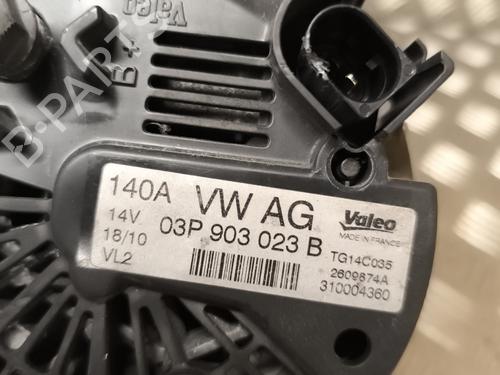 Valeo
B+
B-PARTS
140A VW AG Valeo
14V 03P 903 023 B MADE IN FRANCE
18/10 TG14C035
VL2 2609874A
310004360